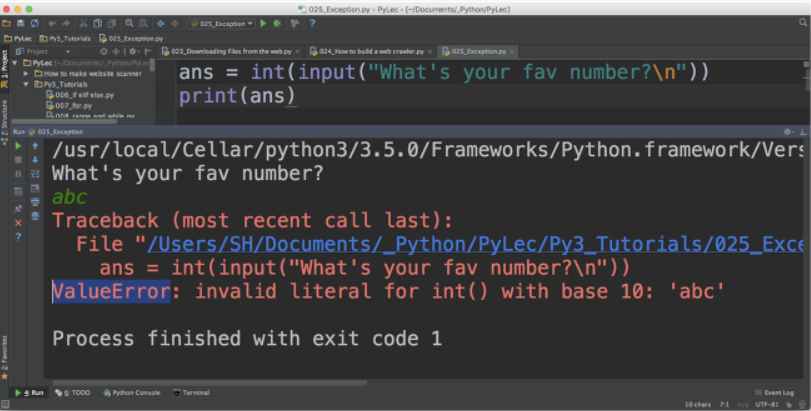 025_Exception.py - PyLec - [~/Documents/_Python/PyLec]
025_Exception
PyLec Py3_Tutorials 025_Exception.py
Project
023_Downloading Files from the web.py 024_How to build a web crawler.py 025_Exception.py
1: Project
PyLec (~/Documents/_Python/PyLec
How to make website scanner
Py3_Tutorials
006_if elif else.py
007_for.py
008_range and while.py
Z: Structure
ans = int(input("What's your fav number?\n"))
print(ans)
Run 025_Exception
/usr/local/Cellar/python3/3.5.0/Frameworks/Python.framework/Vers
What's your fav number?
abc
Traceback (most recent call last):
File "/Users/SH/Documents/_Python/PyLec/Py3_Tutorials/025_Exce
ans = int(input("What's your fav number?\n"))
ValueError: invalid literal for int() with base 10: 'abc'
Process finished with exit code 1
2: Favorites
4: Run 6: TODO Python Console Terminal Event Log
10 chars 7:1 n/a UTF-8